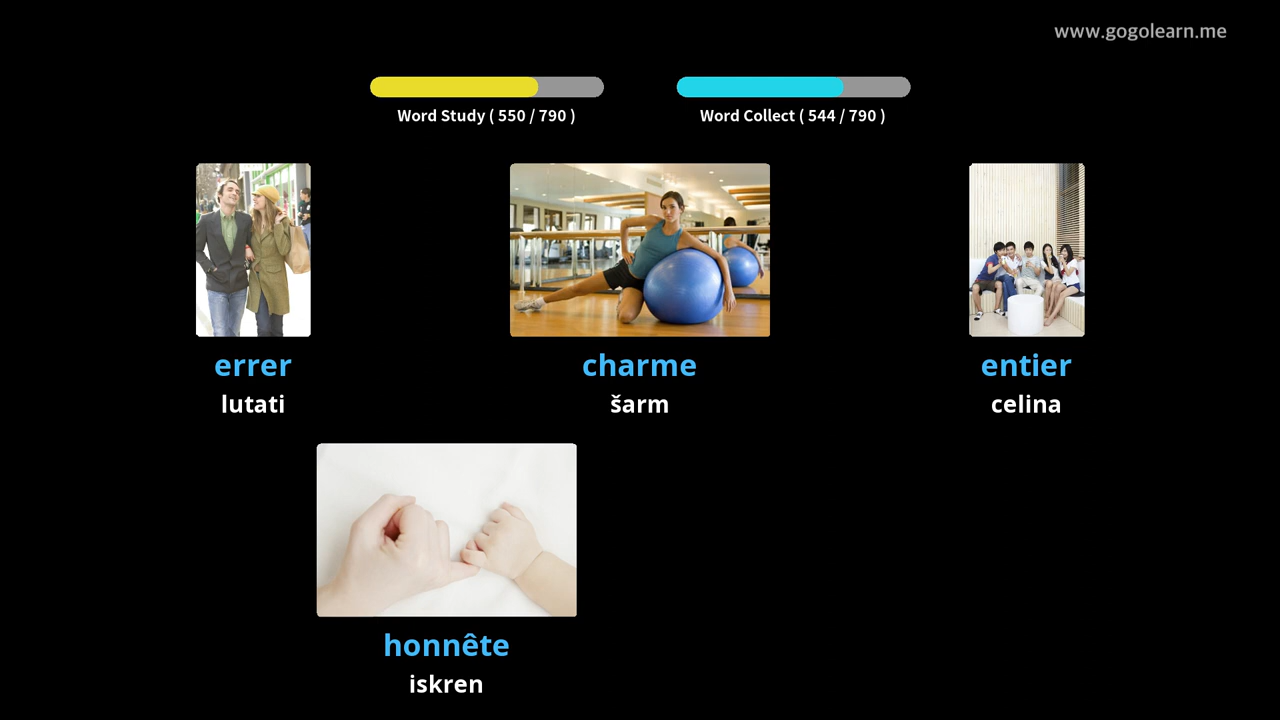 www.gogolearn.me
Word Study ( 550 / 790 )
Word Collect ( 544 / 790 )
errer
lutati
charme
šarm
entier
celina
honnête
iskren